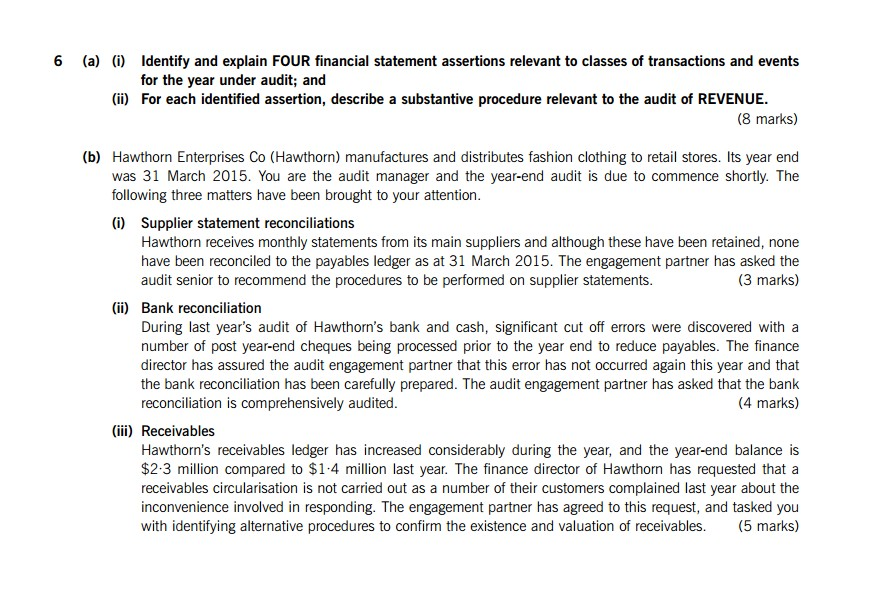 6 (a) (i) Identify and explain FOUR financial statement assertions relevant to classes of transactions and events
for the year under audit; and
(ii) For each identified assertion, describe a substantive procedure relevant to the audit of REVENUE.
(8 marks)
(b) Hawthorn Enterprises Co (Hawthorn) manufactures and distributes fashion clothing to retail stores. Its year end
was 31 March 2015. You are the audit manager and the year-end audit is due to commence shortly. The
following three matters have been brought to your attention.
(i) Supplier statement reconciliations
Hawthorn receives monthly statements from its main suppliers and although these have been retained, none
have been reconciled to the payables ledger as at 31 March 2015. The engagement partner has asked the
audit senior to recommend the procedures to be performed on supplier statements. (3 marks)
(ii) Bank reconciliation
During last year's audit of Hawthorn's bank and cash, significant cut off errors were discovered with a
number of post year-end cheques being processed prior to the year end to reduce payables. The finance
director has assured the audit engagement partner that this error has not occurred again this year and that
the bank reconciliation has been carefully prepared. The audit engagement partner has asked that the bank
reconciliation is comprehensively audited. (4 marks)
(iii) Receivables
Hawthorn's receivables ledger has increased considerably during the year, and the year-end balance is
$2·3 million compared to $1·4 million last year. The finance director of Hawthorn has requested that a
receivables circularisation is not carried out as a number of their customers complained last year about the
inconvenience involved in responding. The engagement partner has agreed to this request, and tasked you
with identifying alternative procedures to confirm the existence and valuation of receivables. (5 marks)